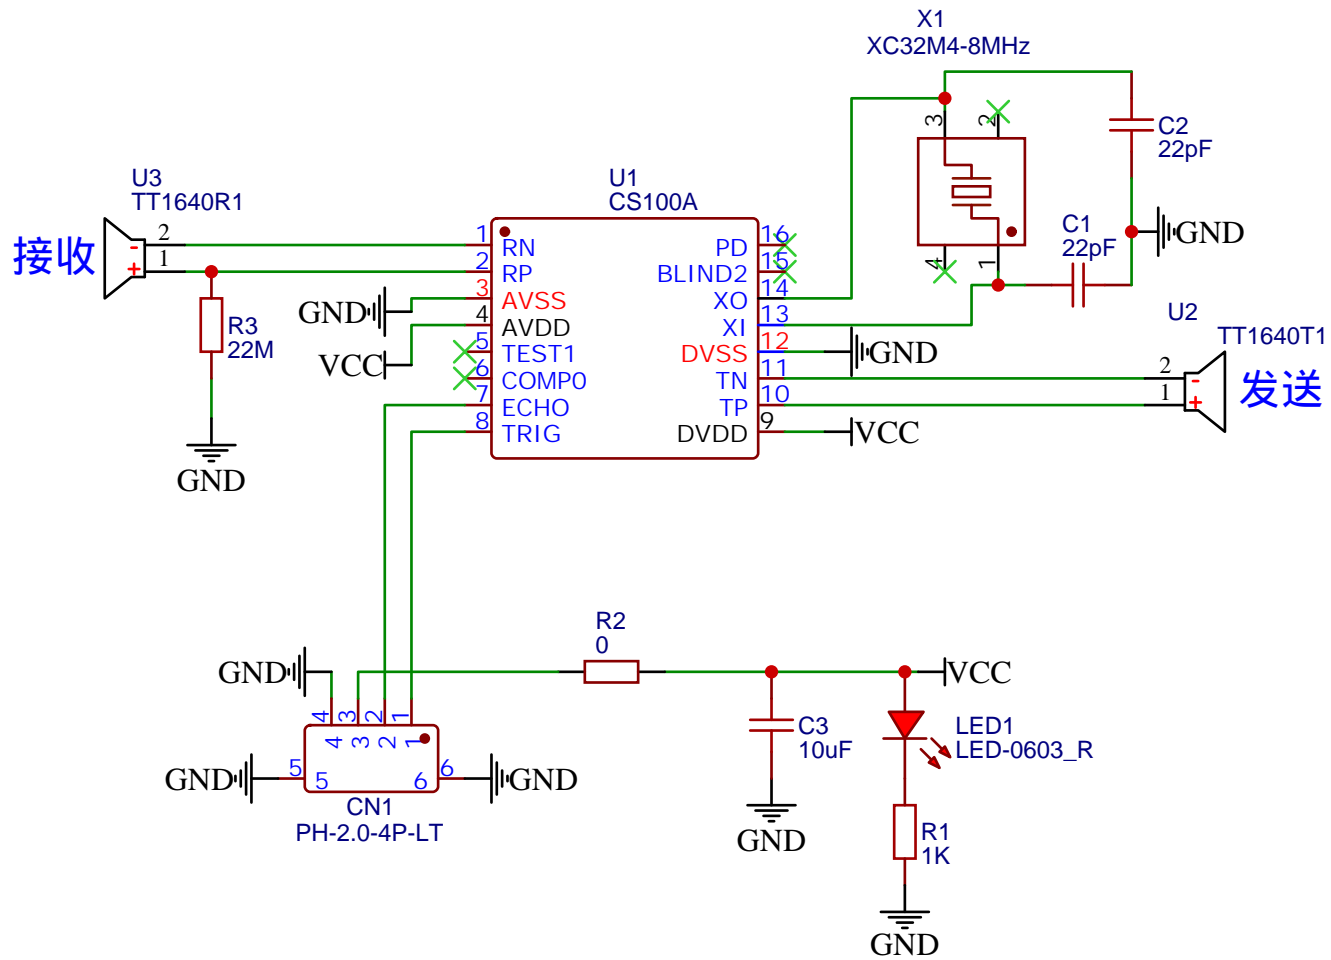 X1
XC32M4-8MHz
3
2
C2
22pF
U3
TT1640R1
接收
2
-
1
+
R3
22M
GND
U1
CS100A
1 RN
2 RP
3 AVSS
4 AVDD
5 TEST1
6 COMP0
7 ECHO
8 TRIG
PD 16
BLIND2 15
XO 14
XI 13
DVSS 12
TN 11
TP 10
DVDD 9
GND
VCC
4
1
C1
22pF
GND
GND
VCC
U2
TT1640T1
2
-
1
+
发送
R2
0
GND
VCC
4 3 2 1
4 3 2 1
GND
5
5
6
6
GND
CN1
PH-2.0-4P-LT
C3
10uF
GND
LED1
LED-0603_R
R1
1K
GND